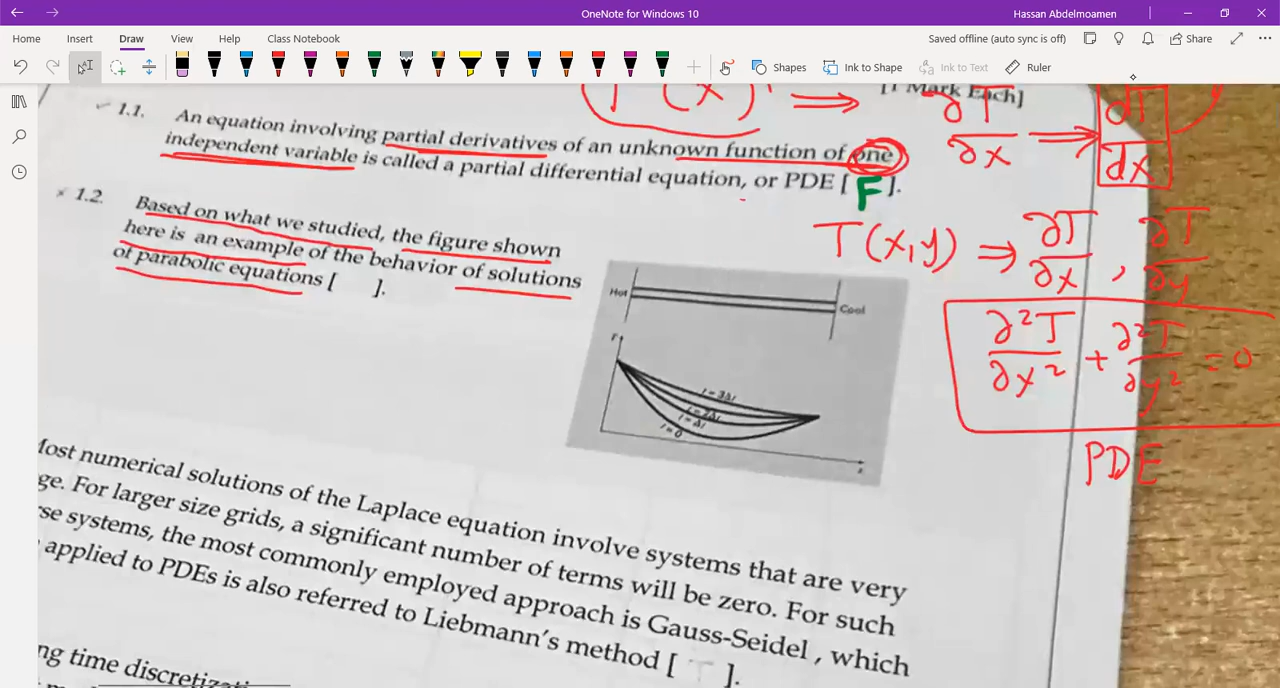 OneNote for Windows 10
Hassan Abdelmoamen
Home Insert Draw View Help Class Notebook
Saved offline (auto sync is off)
Share
Shapes Ink to Shape Ink to Text Ruler
[1 Mark Each]
T (x) ⇒ ∂T/∂x → dT/dx
1.1. An equation involving partial derivatives of an unknown function of one
independent variable is called a partial differential equation, or PDE [ F ].
T(x,y) ⇒ ∂T/∂x , ∂T/∂y
1.2. Based on what we studied, the figure shown
here is an example of the behavior of solutions
of parabolic equations [ ].
Hot
Cool
T
t = 3Δt
t = 2Δt
t = Δt
t = 0
x
∂²T/∂x² + ∂²T/∂y² = 0
PDE
Most numerical solutions of the Laplace equation involve systems that are very
ge. For larger size grids, a significant number of terms will be zero. For such
rse systems, the most commonly employed approach is Gauss-Seidel , which
applied to PDEs is also referred to Liebmann's method [ T ].
ng time